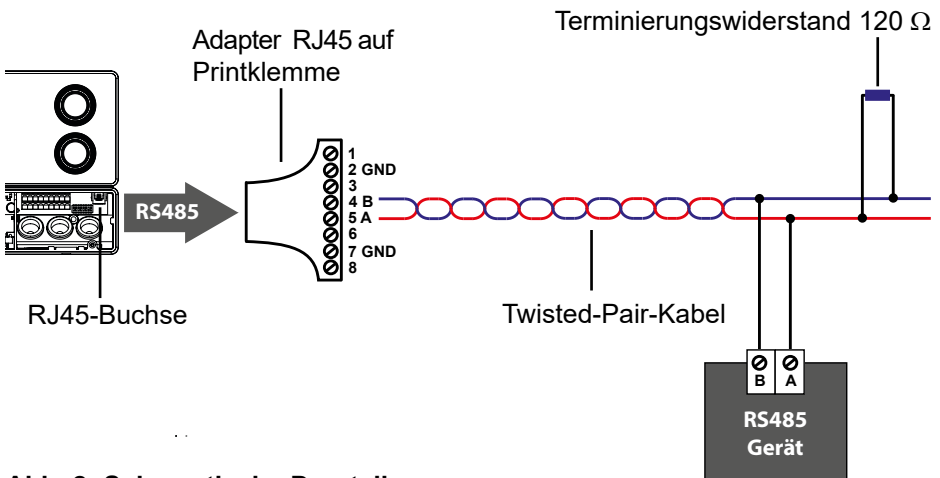 Terminierungswiderstand 120 Ω
Adapter RJ45 auf
Printklemme
1
2 GND
3
4 B
5 A
6
7 GND
8
RS485
RJ45-Buchse
Twisted-Pair-Kabel
B A
RS485
Gerät